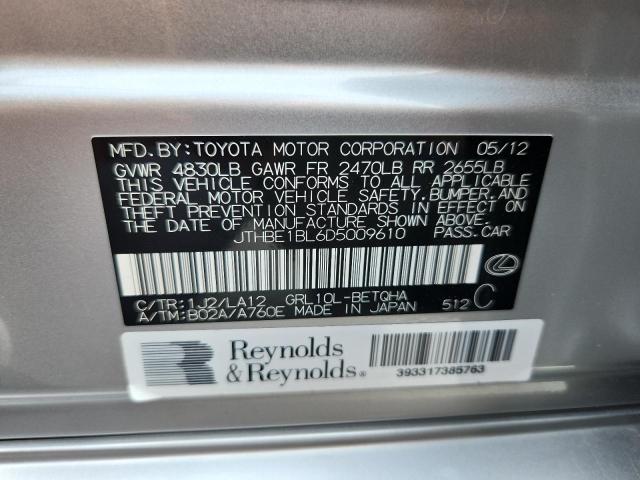 MFD.BY:TOYOTA MOTOR CORPORATION 05/12
GVWR 4830LB GAWR FR 2470LB RR 2655LB
THIS VEHICLE CONFORMS TO ALL APPLICABLE
FEDERAL MOTOR VEHICLE SAFETY,BUMPER,AND
THEFT PREVENTION STANDARDS IN EFFECT ON
THE DATE OF MANUFACTURE SHOWN ABOVE.
JTHBE1BL6D5009610 PASS.CAR
C/TR:1J2/LA12 GRL10L-BETQHA
A/TM:B02A/A760E MADE IN JAPAN 512 C
Reynolds
&Reynolds®
393317385763